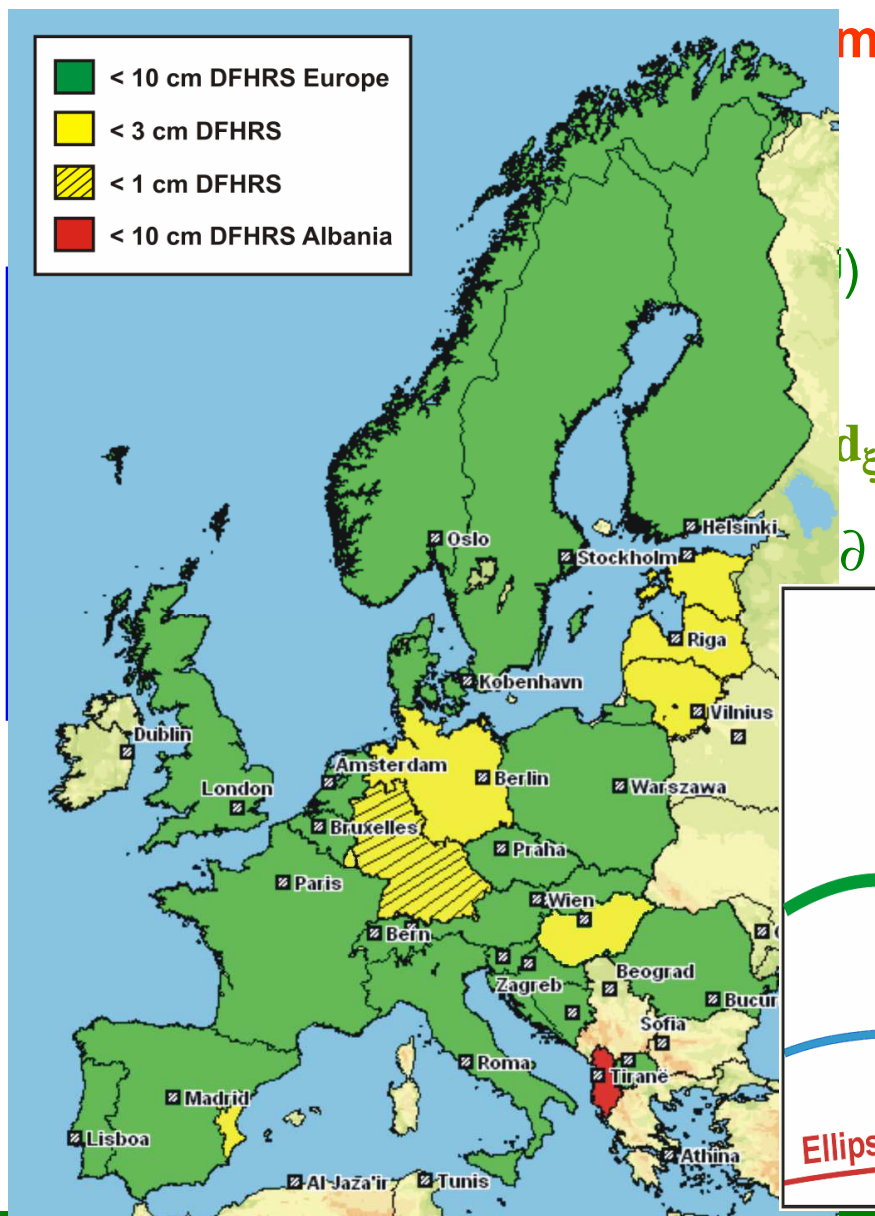 < 10 cm DFHRS Europe
< 3 cm DFHRS
< 1 cm DFHRS
< 10 cm DFHRS Albania
m
)
dξ
∂
Oslo
Helsinki
Stockholm
Riga
København
Vilnius
Dublin
Amsterdam
Berlin
London
Warszawa
Bruxelles
Praha
Paris
Wien
Bern
Beograd
Zagreb
Bucur
Sofia
Roma
Tiranë
Madrid
Lisboa
Athina
Al Jaza'ir
Tunis
Ellips